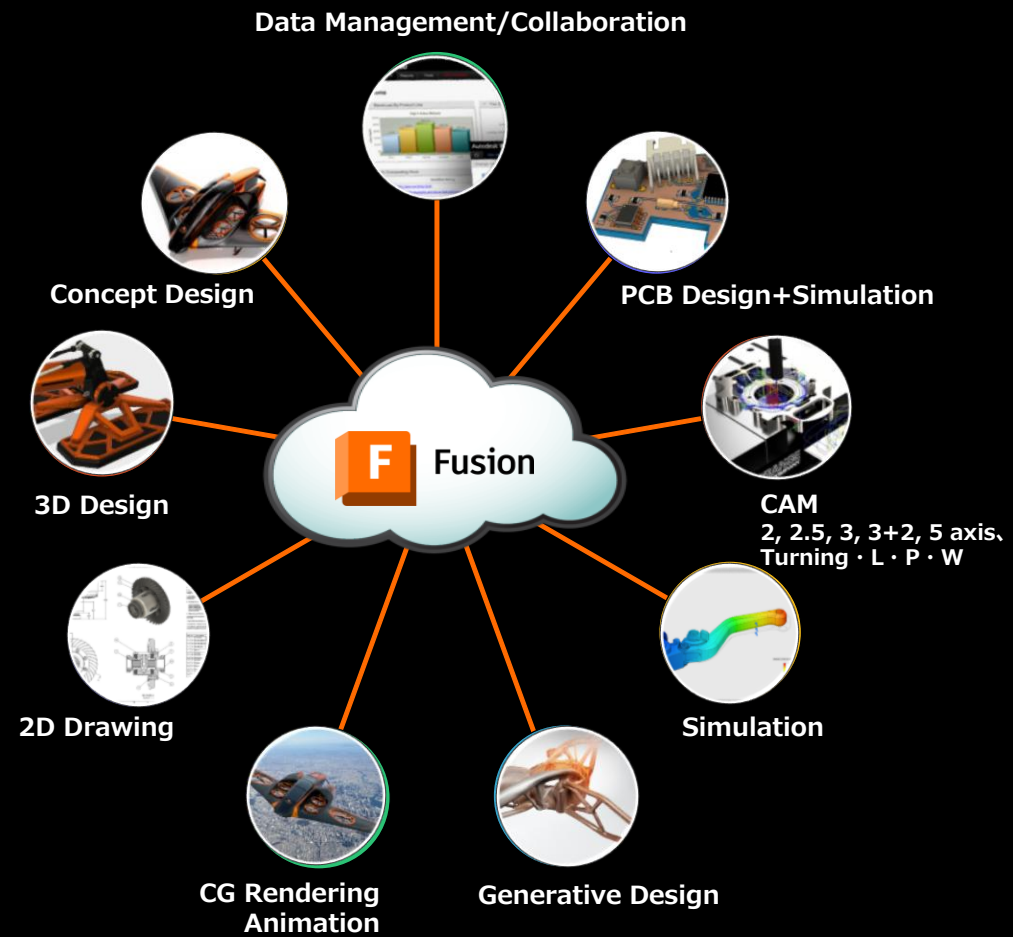 Data Management/Collaboration
Concept Design
PCB Design+Simulation
F
Fusion
3D Design
CAM
2, 2.5, 3, 3+2, 5 axis、
Turning・L・P・W
2D Drawing
Simulation
CG Rendering
Animation
Generative Design